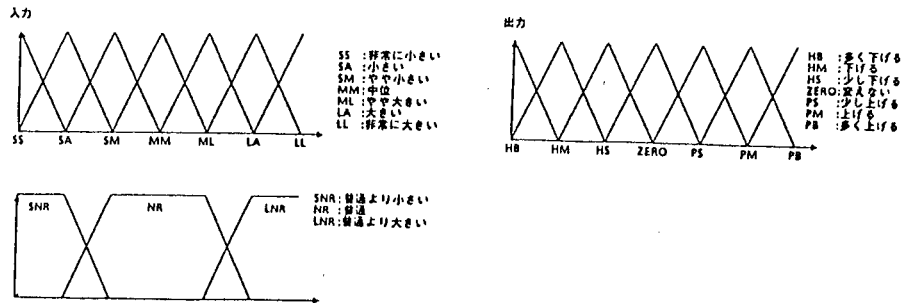 入力
SS :非常に小さい
SA :小さい
SM :やや小さい
MM:中位
ML :やや大きい
LA :大きい
LL :非常に大きい
SS SA SM MM ML LA LL
出力
HB :多く下げる
HM :下げる
HS :少し下げる
ZERO:変えない
PS :少し上げる
PM :上げる
PB :多く上げる
HB HM HS ZERO PS PM PB
SNR NR LNR
SNR:普通より小さい
NR :普通
LNR:普通より大きい